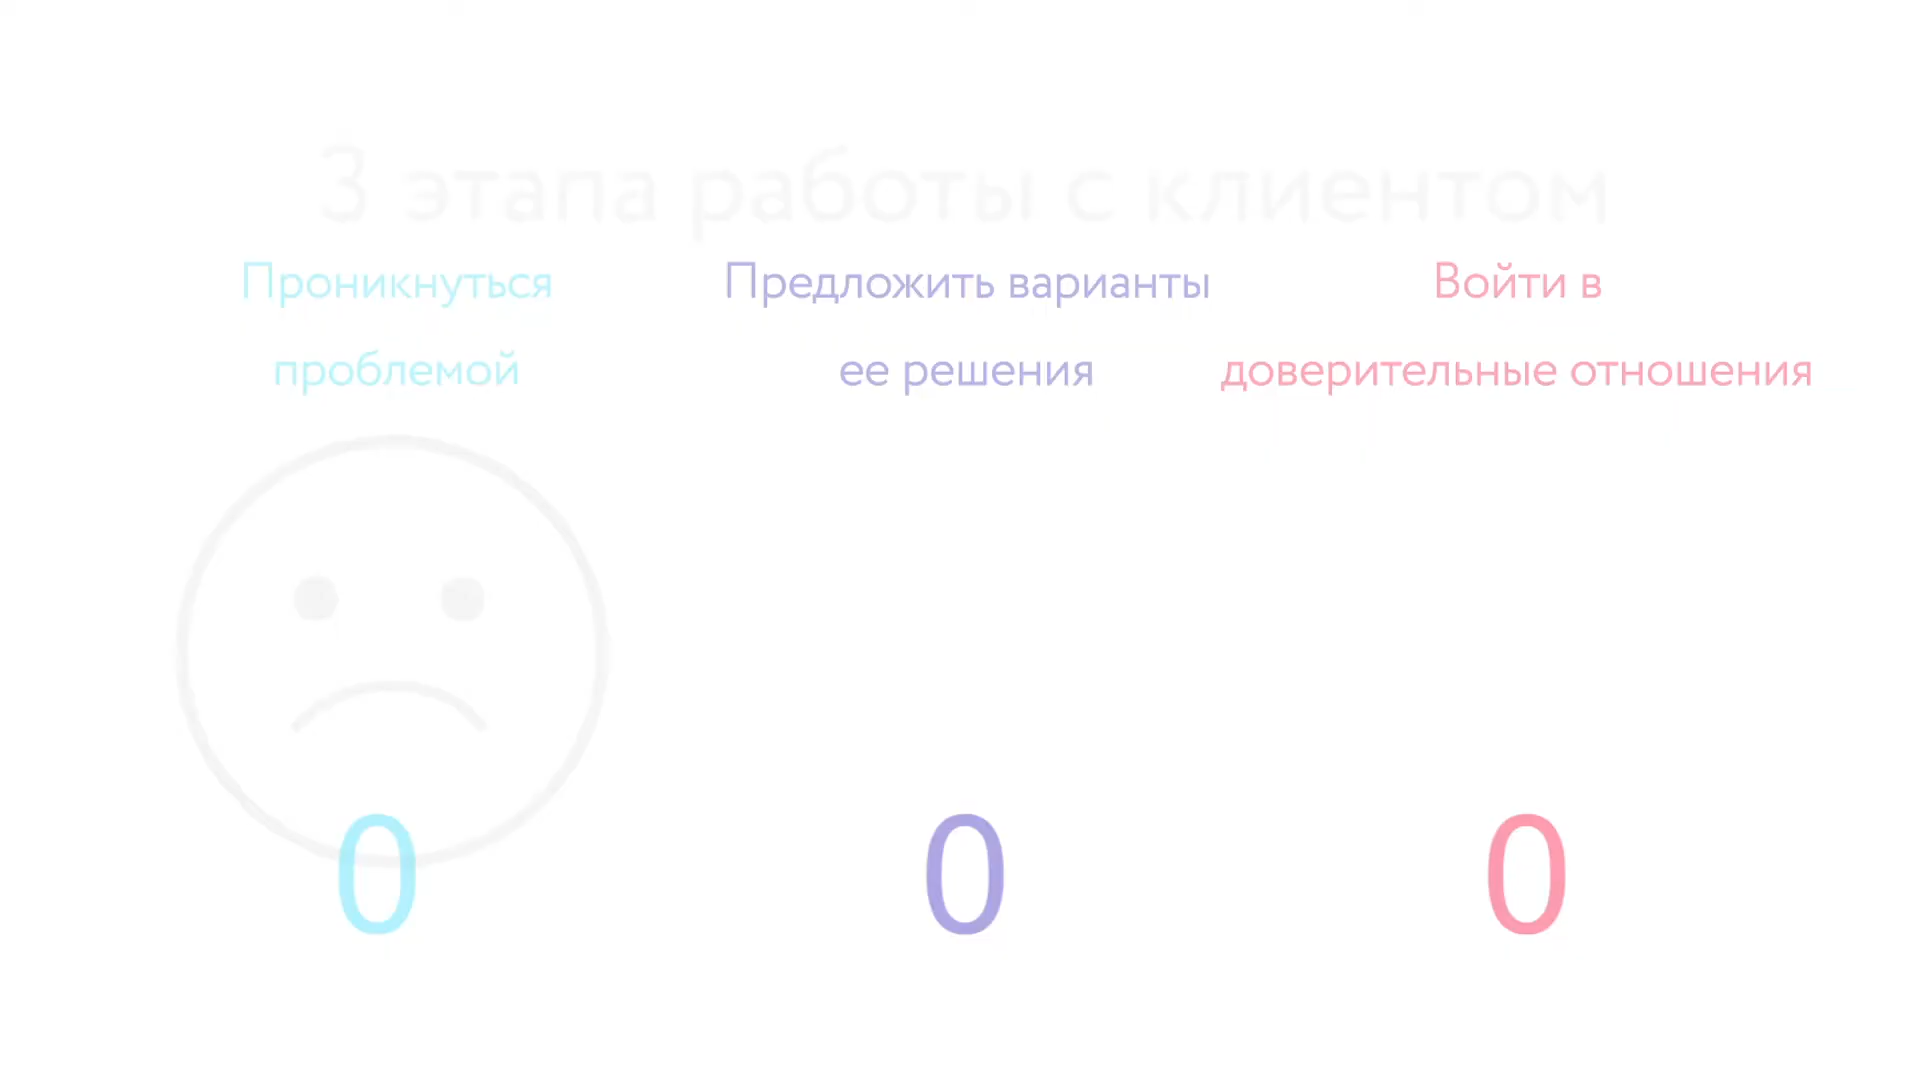 3 этапа работы с клиентом
Проникнуться
проблемой
Предложить варианты
ее решения
Войти в
доверительные отношения
0
0
0